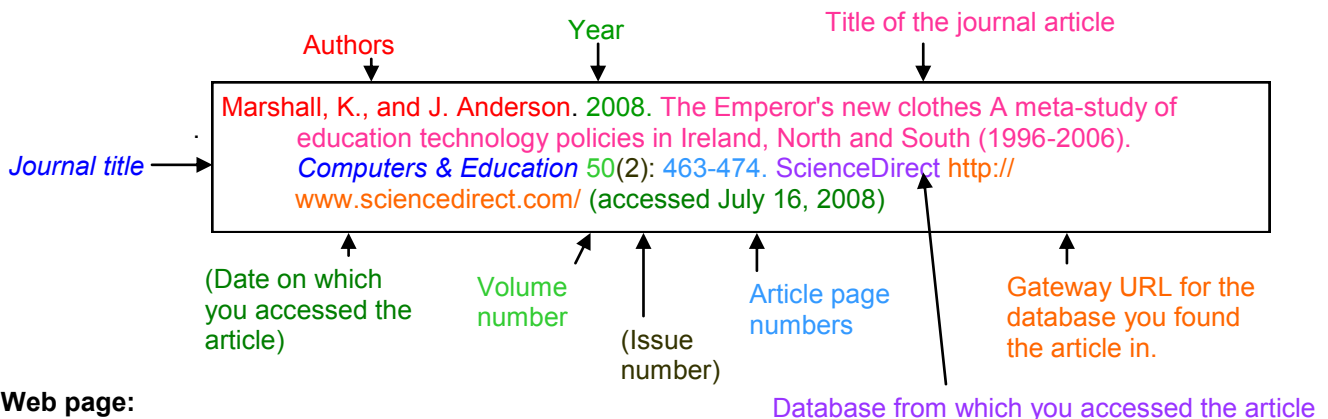 Title of the journal article
Year
Authors
Marshall, K., and J. Anderson. 2008. The Emperor's new clothes A meta-study of
education technology policies in Ireland, North and South (1996-2006).
Journal title
Computers & Education 50(2): 463-474. ScienceDirect http://
www.sciencedirect.com/ (accessed July 16, 2008)
(Date on which
you accessed the
article)
Volume
number
(Issue
number)
Article page
numbers
Gateway URL for the
database you found
the article in.
Web page:
Database from which you accessed the article